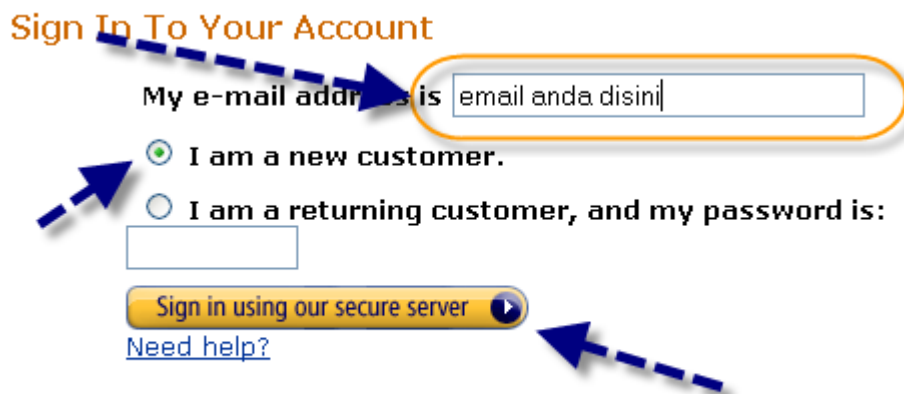 Sign In To Your Account
My e-mail address is email anda disini
I am a new customer.
I am a returning customer, and my password is:
Sign in using our secure server
Need help?